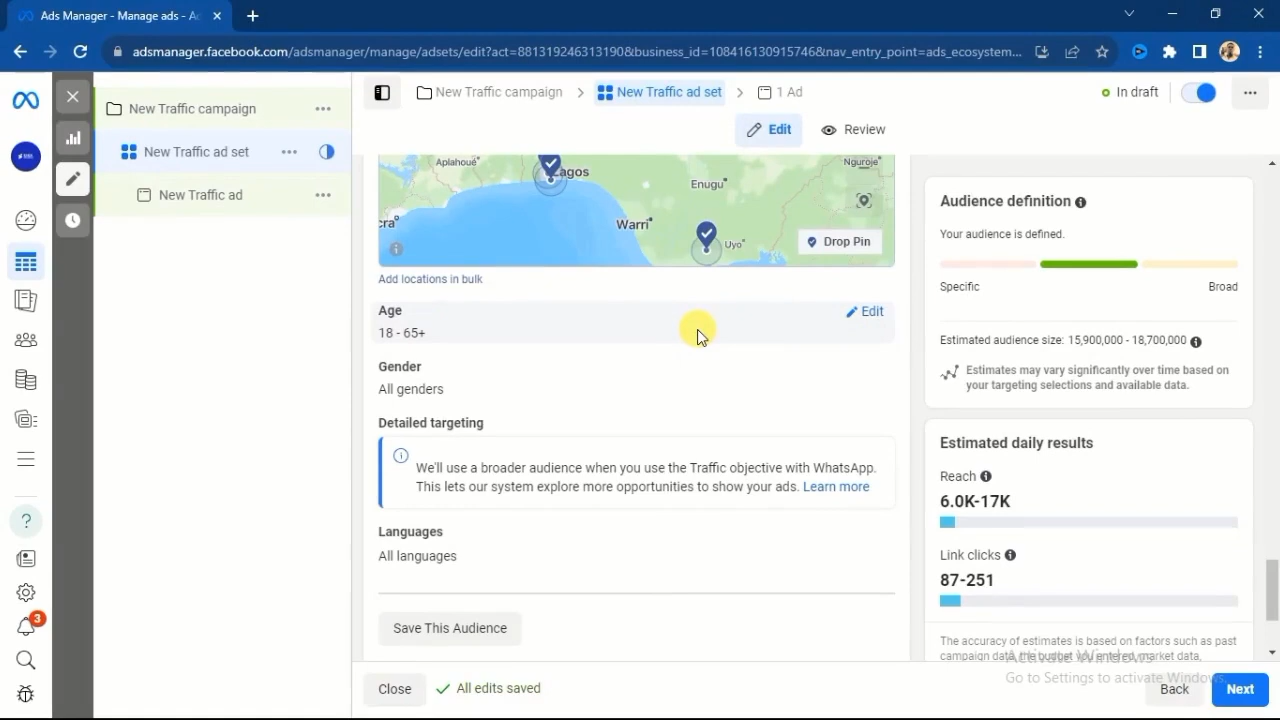 Ads Manager - Manage ads - Ac
adsmanager.facebook.com/adsmanager/manage/adsets/edit?act=881319246313190&business_id=108416130915746&nav_entry_point=ads_ecosystem...
New Traffic campaign
New Traffic ad set
New Traffic ad
3
New Traffic campaign > New Traffic ad set > 1 Ad
In draft
Edit
Review
Aplahoué
agos
Enugu
Nguroje
cra
Warri
Uyo
Drop Pin
Add locations in bulk
Age
Edit
18 - 65+
Gender
All genders
Detailed targeting
We'll use a broader audience when you use the Traffic objective with WhatsApp.
This lets our system explore more opportunities to show your ads. Learn more
Languages
All languages
Save This Audience
Close
All edits saved
Audience definition
Your audience is defined.
Specific
Broad
Estimated audience size: 15,900,000 - 18,700,000
Estimates may vary significantly over time based on
your targeting selections and available data.
Estimated daily results
Reach
6.0K-17K
Link clicks
87-251
The accuracy of estimates is based on factors such as past
campaign data, the budget you entered, market data,
Activate Windows
Go to Settings to activate Windows.
Back
Next